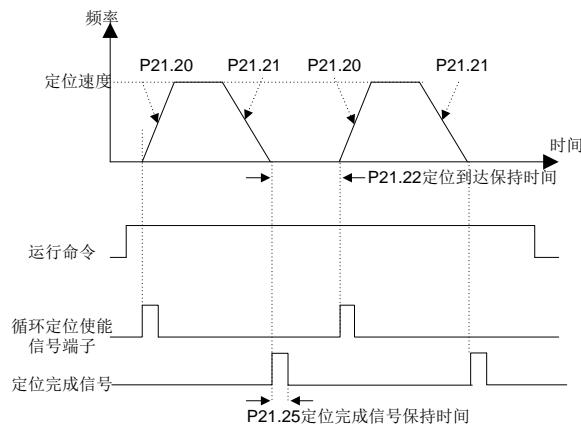 频率
P21.20
P21.21
P21.20
P21.21
定位速度
时间
P21.22定位到达保持时间
运行命令
循环定位使能
信号端子
定位完成信号
P21.25定位完成信号保持时间